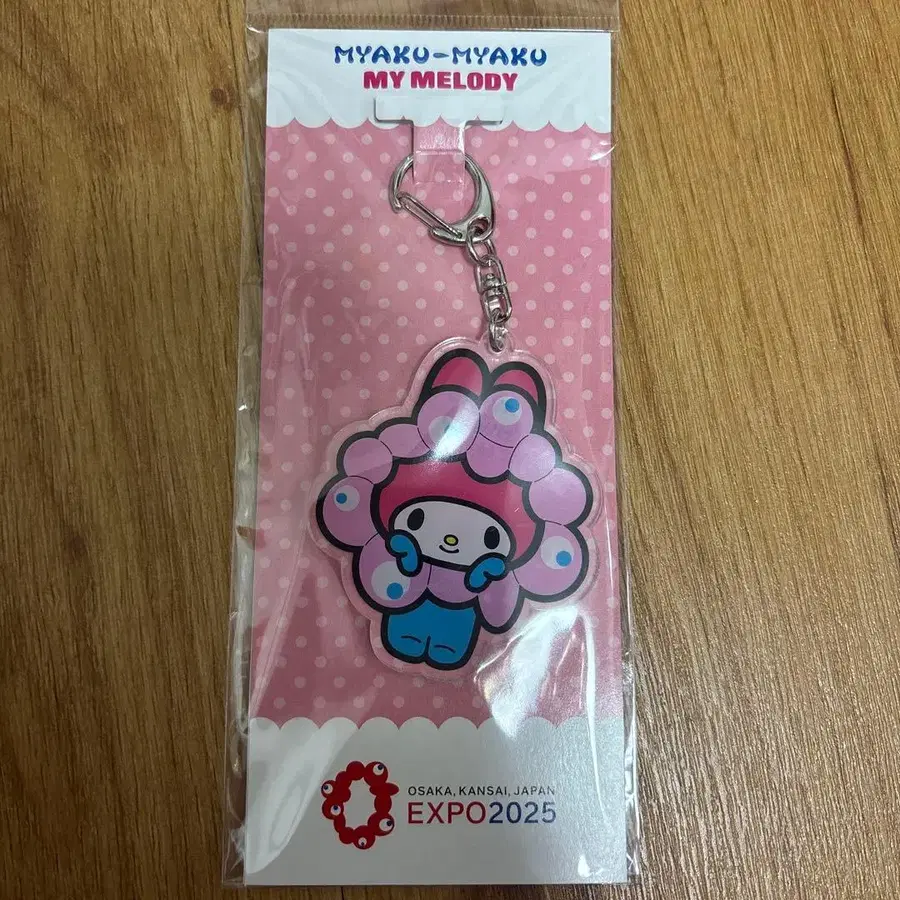 MYAKU-MYAKU
MY MELODY
OSAKA, KANSAI, JAPAN
EXPO2025